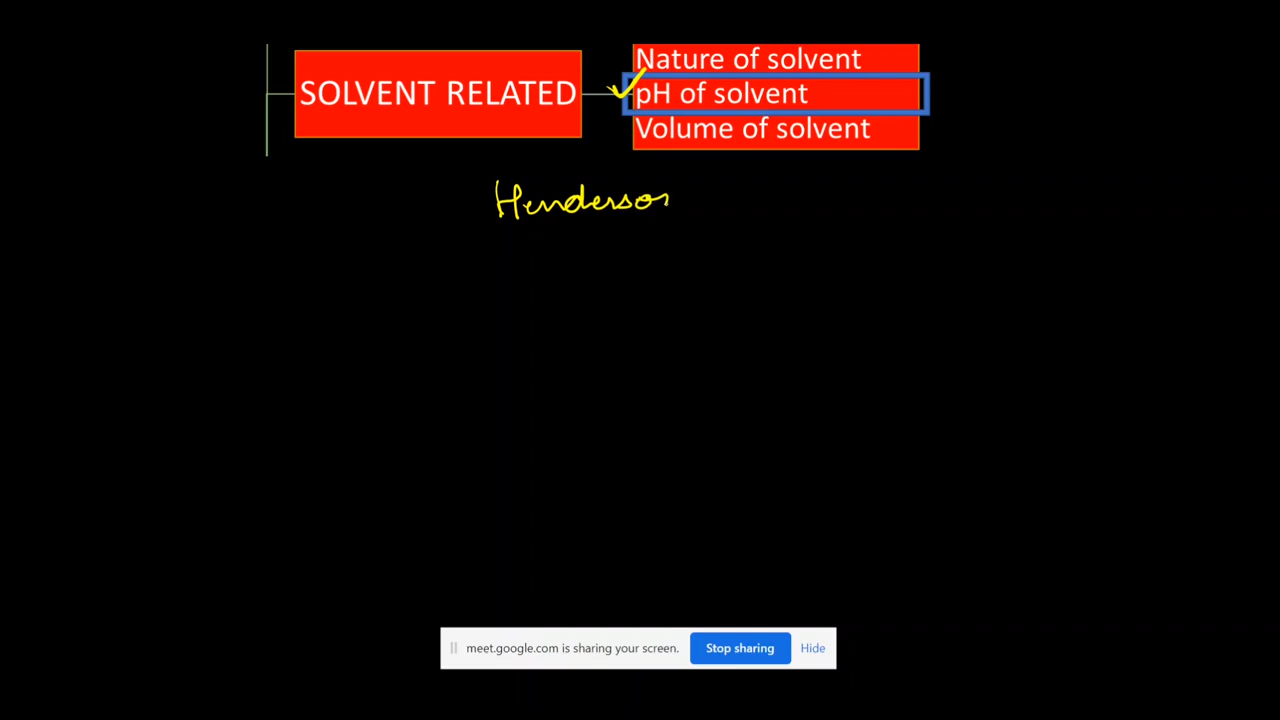 SOLVENT RELATED
Nature of solvent
pH of solvent
Volume of solvent
Henderson
meet.google.com is sharing your screen.
Stop sharing
Hide